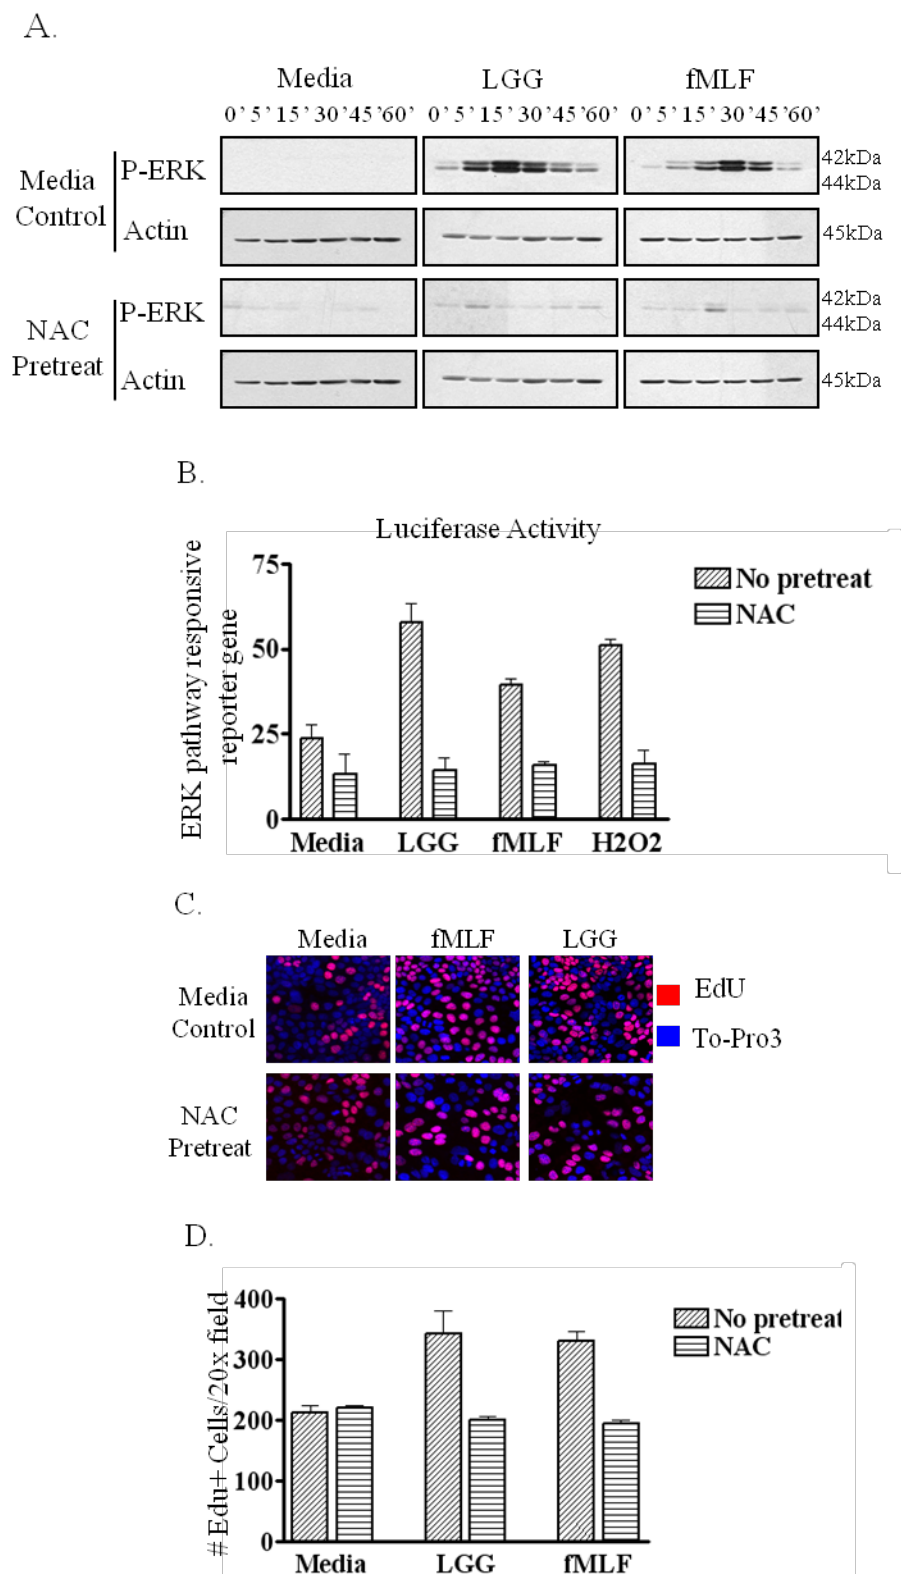 A.
Media LGG fMLF
0’ 5’ 15’ 30’ 45’ 60’ 0’ 5’ 15’ 30’ 45’ 60’ 0’ 5’ 15’ 30’ 45’ 60’
Media
Control
P-ERK
42kDa
44kDa
Actin
45kDa
NAC
Pretreat
P-ERK
42kDa
44kDa
Actin
45kDa
B.
Luciferase Activity
ERK pathway responsive
reporter gene
75
50
25
0
No pretreat
NAC
Media LGG fMLF H2O2
C.
Media fMLF LGG
Media
Control
EdU
To-Pro3
NAC
Pretreat
D.
# Edu+ Cells/20x field
400
300
200
100
0
No pretreat
NAC
Media LGG fMLF